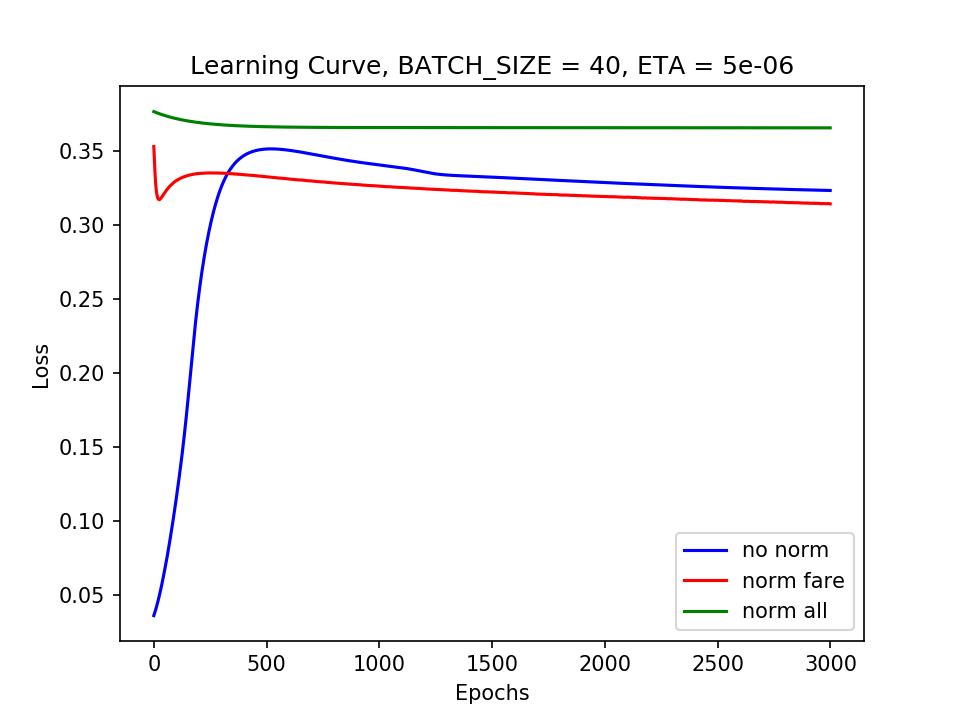 Learning Curve, BATCH_SIZE = 40, ETA = 5e-06
Loss
0.35
0.30
0.25
0.20
0.15
0.10
0.05
no norm
norm fare
norm all
0 500 1000 1500 2000 2500 3000
Epochs